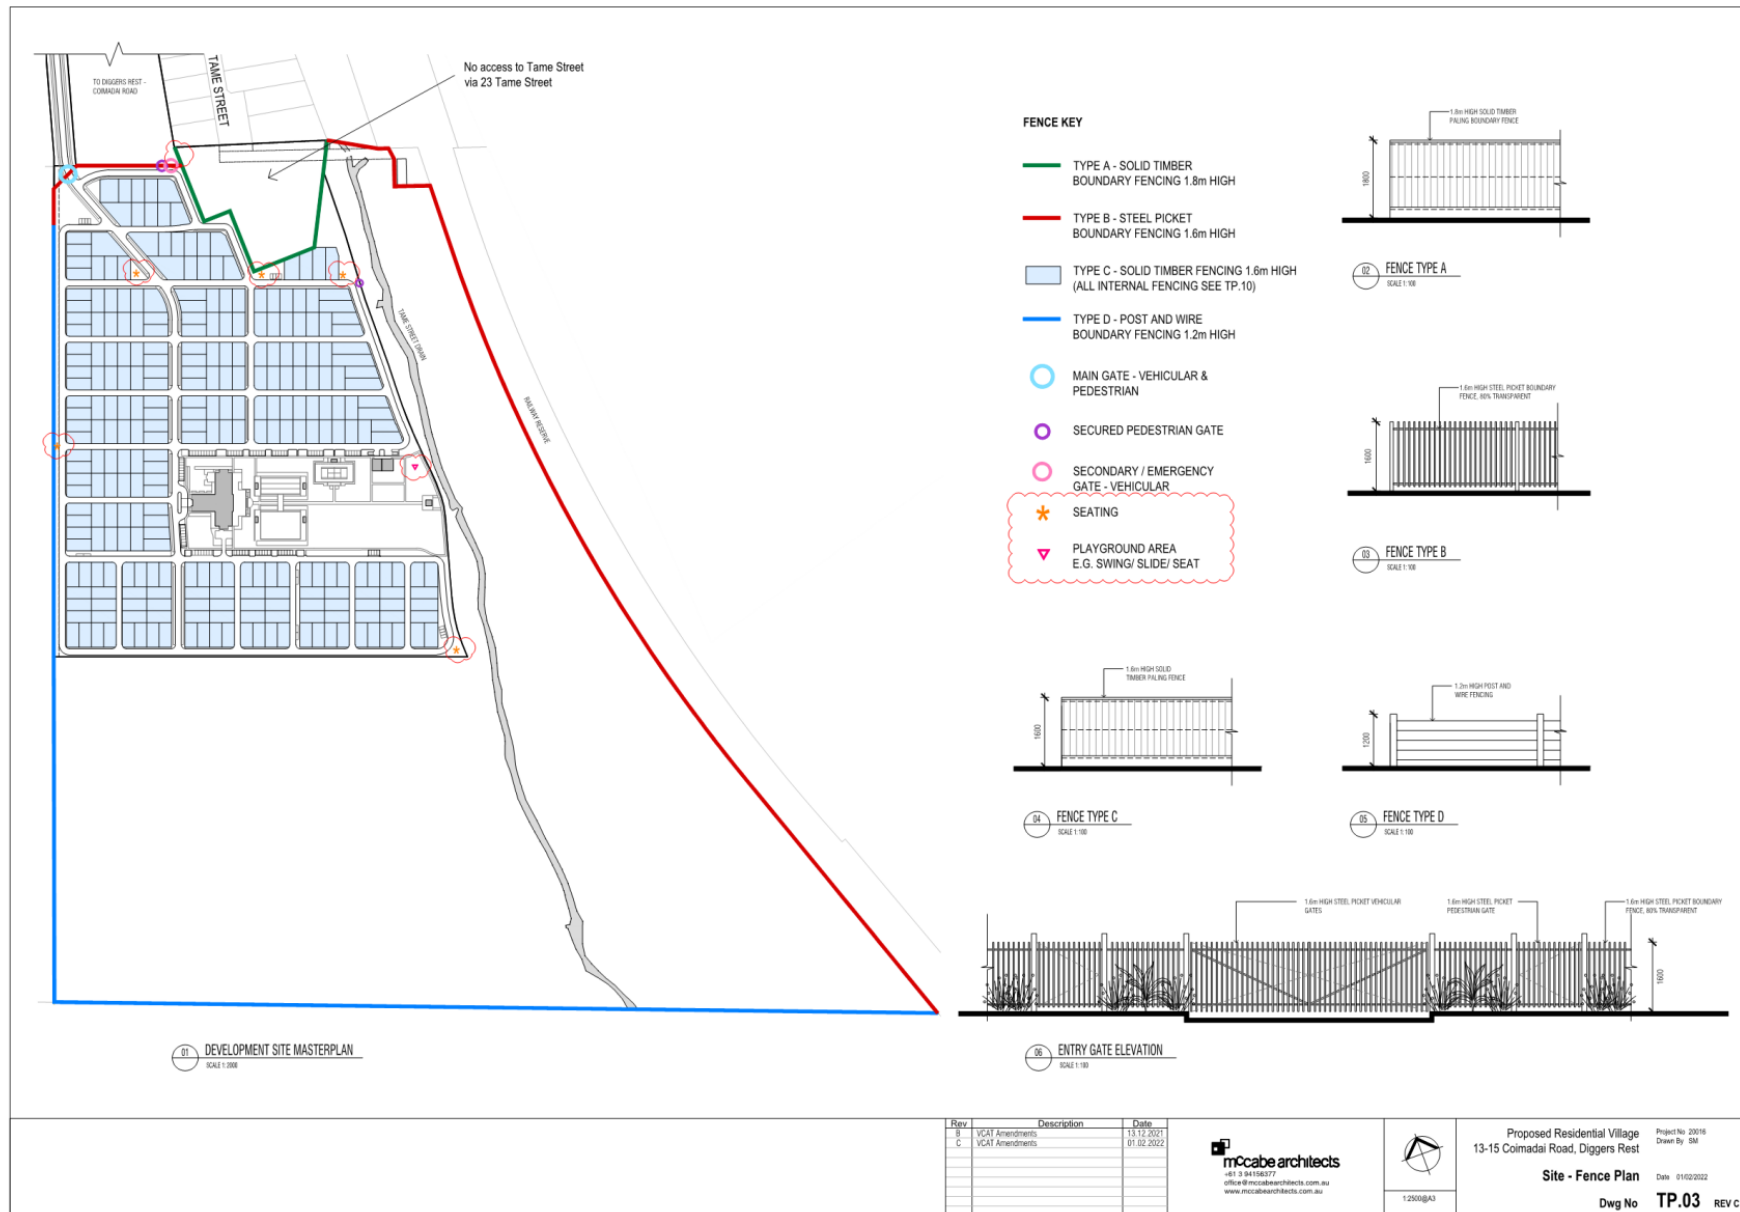 TO DIGGERS REST -
COIMADAI ROAD
TAME STREET
No access to Tame Street
via 23 Tame Street
TAME STREET DRAIN
RAILWAY RESERVE
01
DEVELOPMENT SITE MASTERPLAN
SCALE 1:2000
FENCE KEY
TYPE A - SOLID TIMBER
BOUNDARY FENCING 1.8m HIGH
TYPE B - STEEL PICKET
BOUNDARY FENCING 1.6m HIGH
TYPE C - SOLID TIMBER FENCING 1.6m HIGH
(ALL INTERNAL FENCING SEE TP.10)
TYPE D - POST AND WIRE
BOUNDARY FENCING 1.2m HIGH
MAIN GATE - VEHICULAR &
PEDESTRIAN
SECURED PEDESTRIAN GATE
SECONDARY / EMERGENCY
GATE - VEHICULAR
SEATING
PLAYGROUND AREA
E.G. SWING/ SLIDE/ SEAT
1.8m HIGH SOLID TIMBER
PALING BOUNDARY FENCE
1800
02
FENCE TYPE A
SCALE 1:100
1.6m HIGH STEEL PICKET BOUNDARY
FENCE, 80% TRANSPARENT
1600
03
FENCE TYPE B
SCALE 1:100
1.6m HIGH SOLID
TIMBER PALING FENCE
1600
04
FENCE TYPE C
SCALE 1:100
1.2m HIGH POST AND
WIRE FENCING
1200
05
FENCE TYPE D
SCALE 1:100
1.6m HIGH STEEL PICKET VEHICULAR
GATES
1.6m HIGH STEEL PICKET
PEDESTRIAN GATE
1.6m HIGH STEEL PICKET BOUNDARY
FENCE, 80% TRANSPARENT
1600
06
ENTRY GATE ELEVATION
SCALE 1:100
Rev Description Date
B VCAT Amendments 13.12.2021
C VCAT Amendments 01.02.2022
mccabe architects
+61 3 94156377
office@mccabearchitects.com.au
www.mccabearchitects.com.au
1:2500@A3
Proposed Residential Village
13-15 Coimadai Road, Diggers Rest
Project No 20016
Drawn By SM
Site - Fence Plan
Date 01/02/2022
Dwg No TP.03 REV C